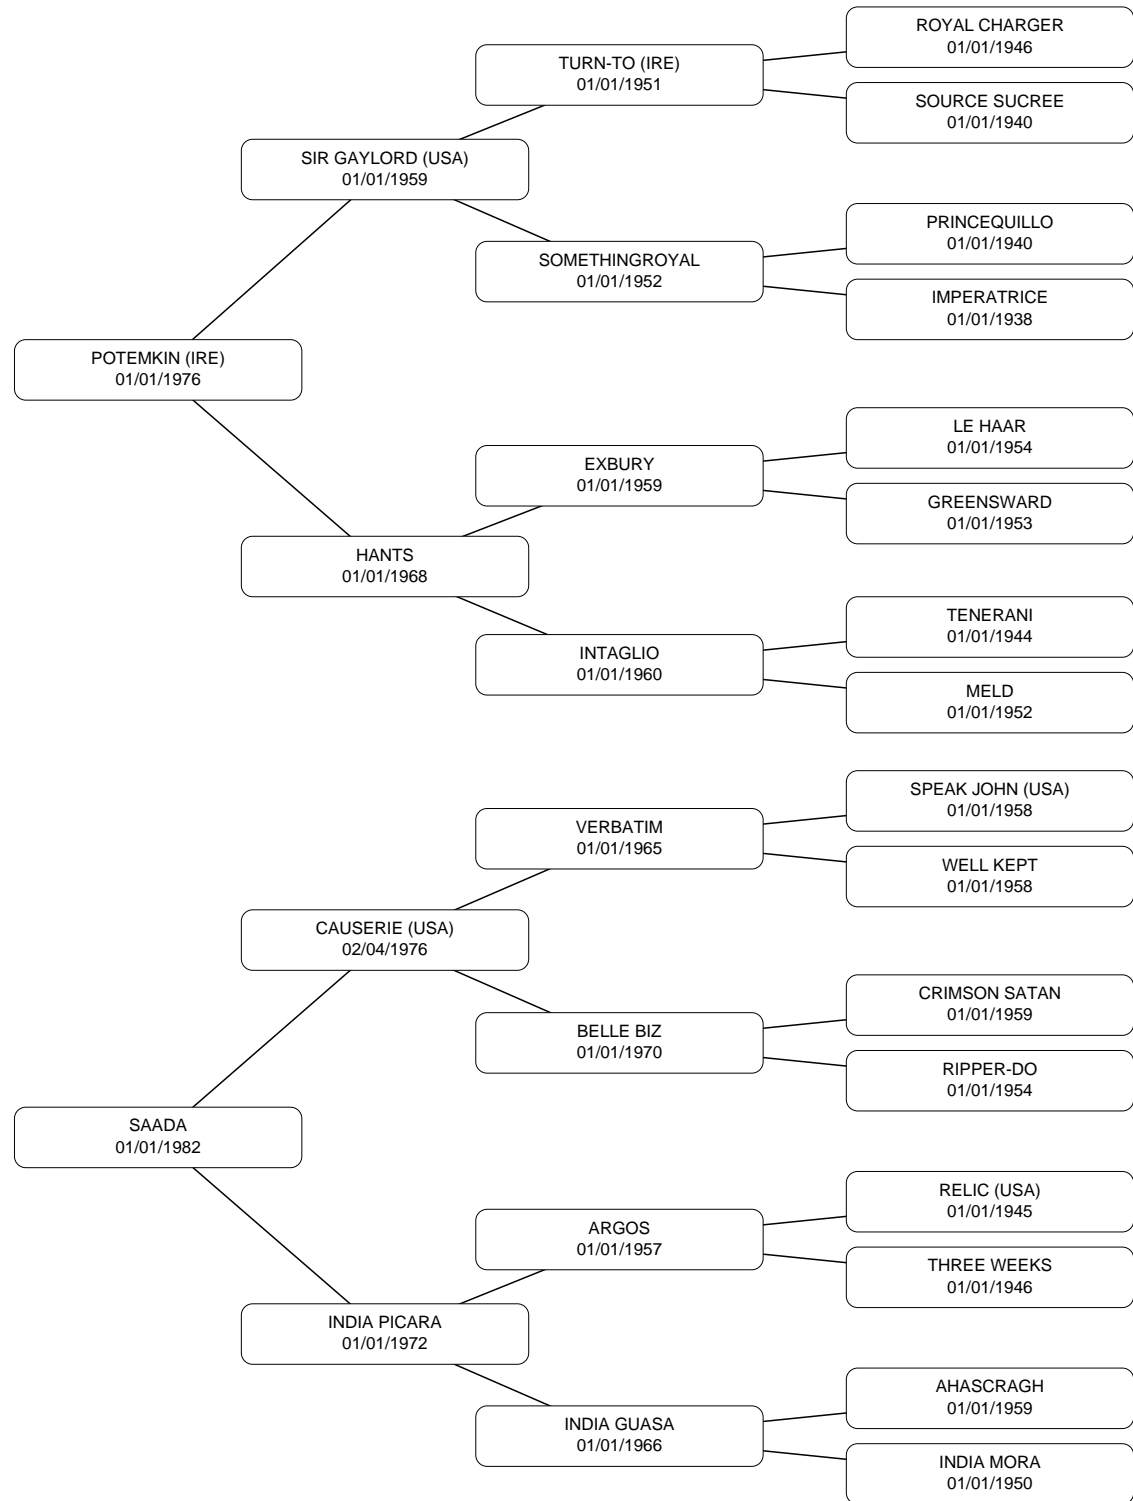 ROYAL CHARGER
01/01/1946
TURN-TO (IRE)
01/01/1951
SOURCE SUCREE
01/01/1940
SIR GAYLORD (USA)
01/01/1959
PRINCEQUILLO
01/01/1940
SOMETHINGROYAL
01/01/1952
IMPERATRICE
01/01/1938
POTEMKIN (IRE)
01/01/1976
LE HAAR
01/01/1954
EXBURY
01/01/1959
GREENSWARD
01/01/1953
HANTS
01/01/1968
TENERANI
01/01/1944
INTAGLIO
01/01/1960
MELD
01/01/1952
SPEAK JOHN (USA)
01/01/1958
VERBATIM
01/01/1965
WELL KEPT
01/01/1958
CAUSERIE (USA)
02/04/1976
CRIMSON SATAN
01/01/1959
BELLE BIZ
01/01/1970
RIPPER-DO
01/01/1954
SAADA
01/01/1982
RELIC (USA)
01/01/1945
ARGOS
01/01/1957
THREE WEEKS
01/01/1946
INDIA PICARA
01/01/1972
AHASCRAGH
01/01/1959
INDIA GUASA
01/01/1966
INDIA MORA
01/01/1950